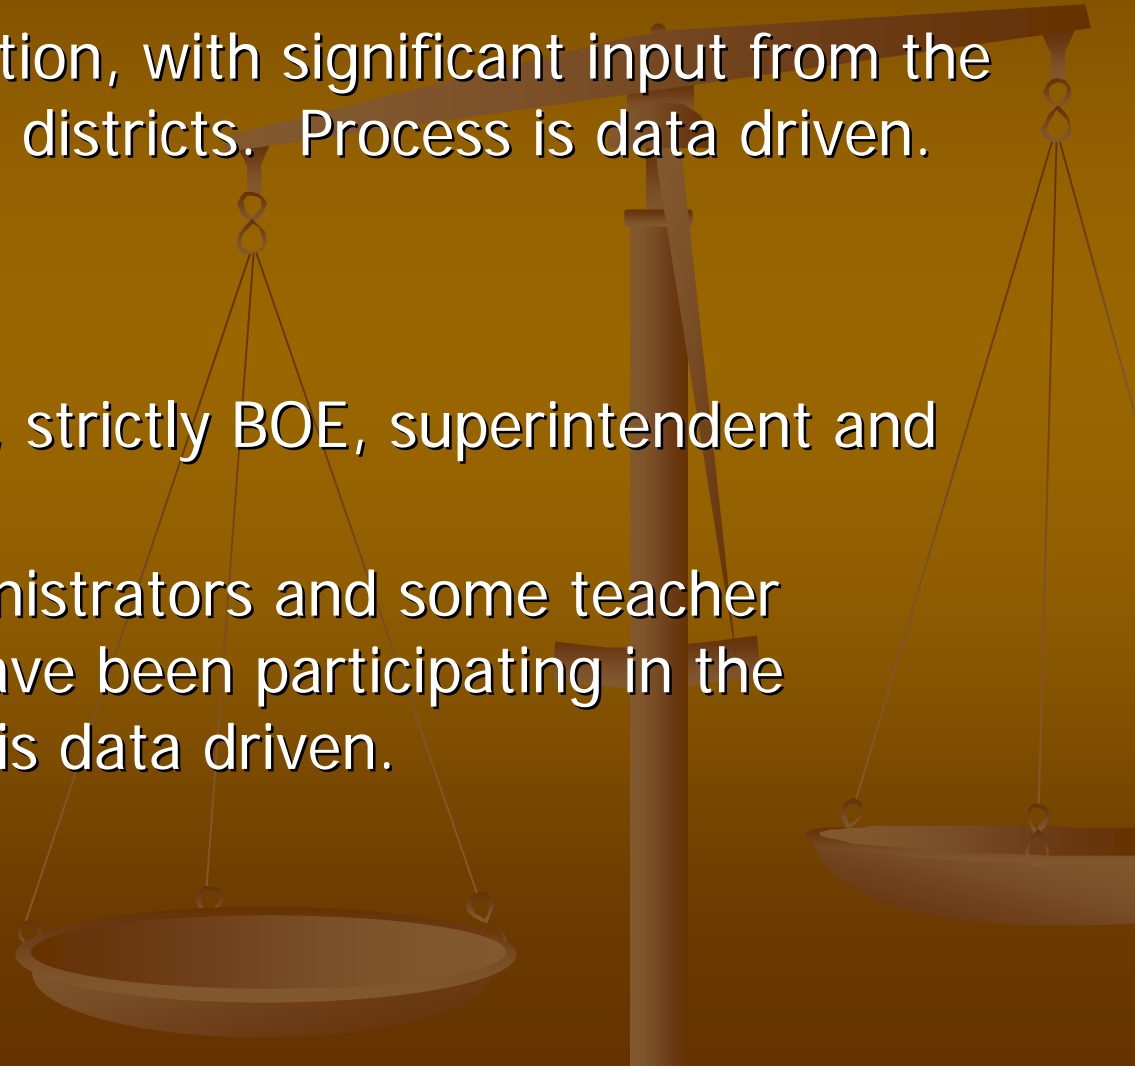 tion, with significant input from the
districts. Process is data driven.
, strictly BOE, superintendent and
nistrators and some teacher
ave been participating in the
is data driven.